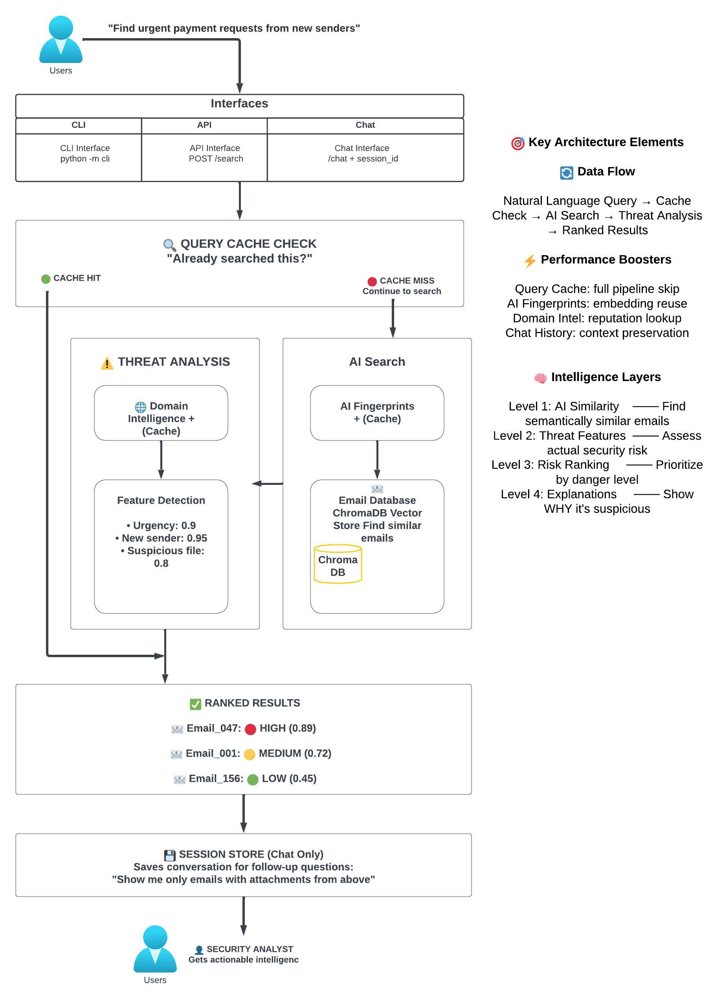 "Find urgent payment requests from new senders"
Users
Interfaces
CLI
API
Chat
CLI Interface
python -m cli
API Interface
POST /search
Chat Interface
/chat + session_id
🔍 QUERY CACHE CHECK
"Already searched this?"
🟢 CACHE HIT
🔴 CACHE MISS
Continue to search
⚠️ THREAT ANALYSIS
🌐 Domain
Intelligence +
(Cache)
Feature Detection
• Urgency: 0.9
• New sender: 0.95
• Suspicious file:
0.8
AI Search
AI Fingerprints
+ (Cache)
📧
Email Database
ChromaDB Vector
Store Find similar
emails
Chroma
DB
✅ RANKED RESULTS
📧 Email_047: 🔴 HIGH (0.89)
📧 Email_001: 🟡 MEDIUM (0.72)
📧 Email_156: 🟢 LOW (0.45)
💾 SESSION STORE (Chat Only)
Saves conversation for follow-up questions:
"Show me only emails with attachments from above"
👤 SECURITY ANALYST
Gets actionable intelligenc
Users
🎯 Key Architecture Elements
🔄 Data Flow
Natural Language Query → Cache
Check → AI Search → Threat Analysis
→ Ranked Results
⚡ Performance Boosters
Query Cache: full pipeline skip
AI Fingerprints: embedding reuse
Domain Intel: reputation lookup
Chat History: context preservation
🧠 Intelligence Layers
Level 1: AI Similarity ─── Find
semantically similar emails
Level 2: Threat Features ─── Assess
actual security risk
Level 3: Risk Ranking ─── Prioritize
by danger level
Level 4: Explanations ─── Show
WHY it's suspicious